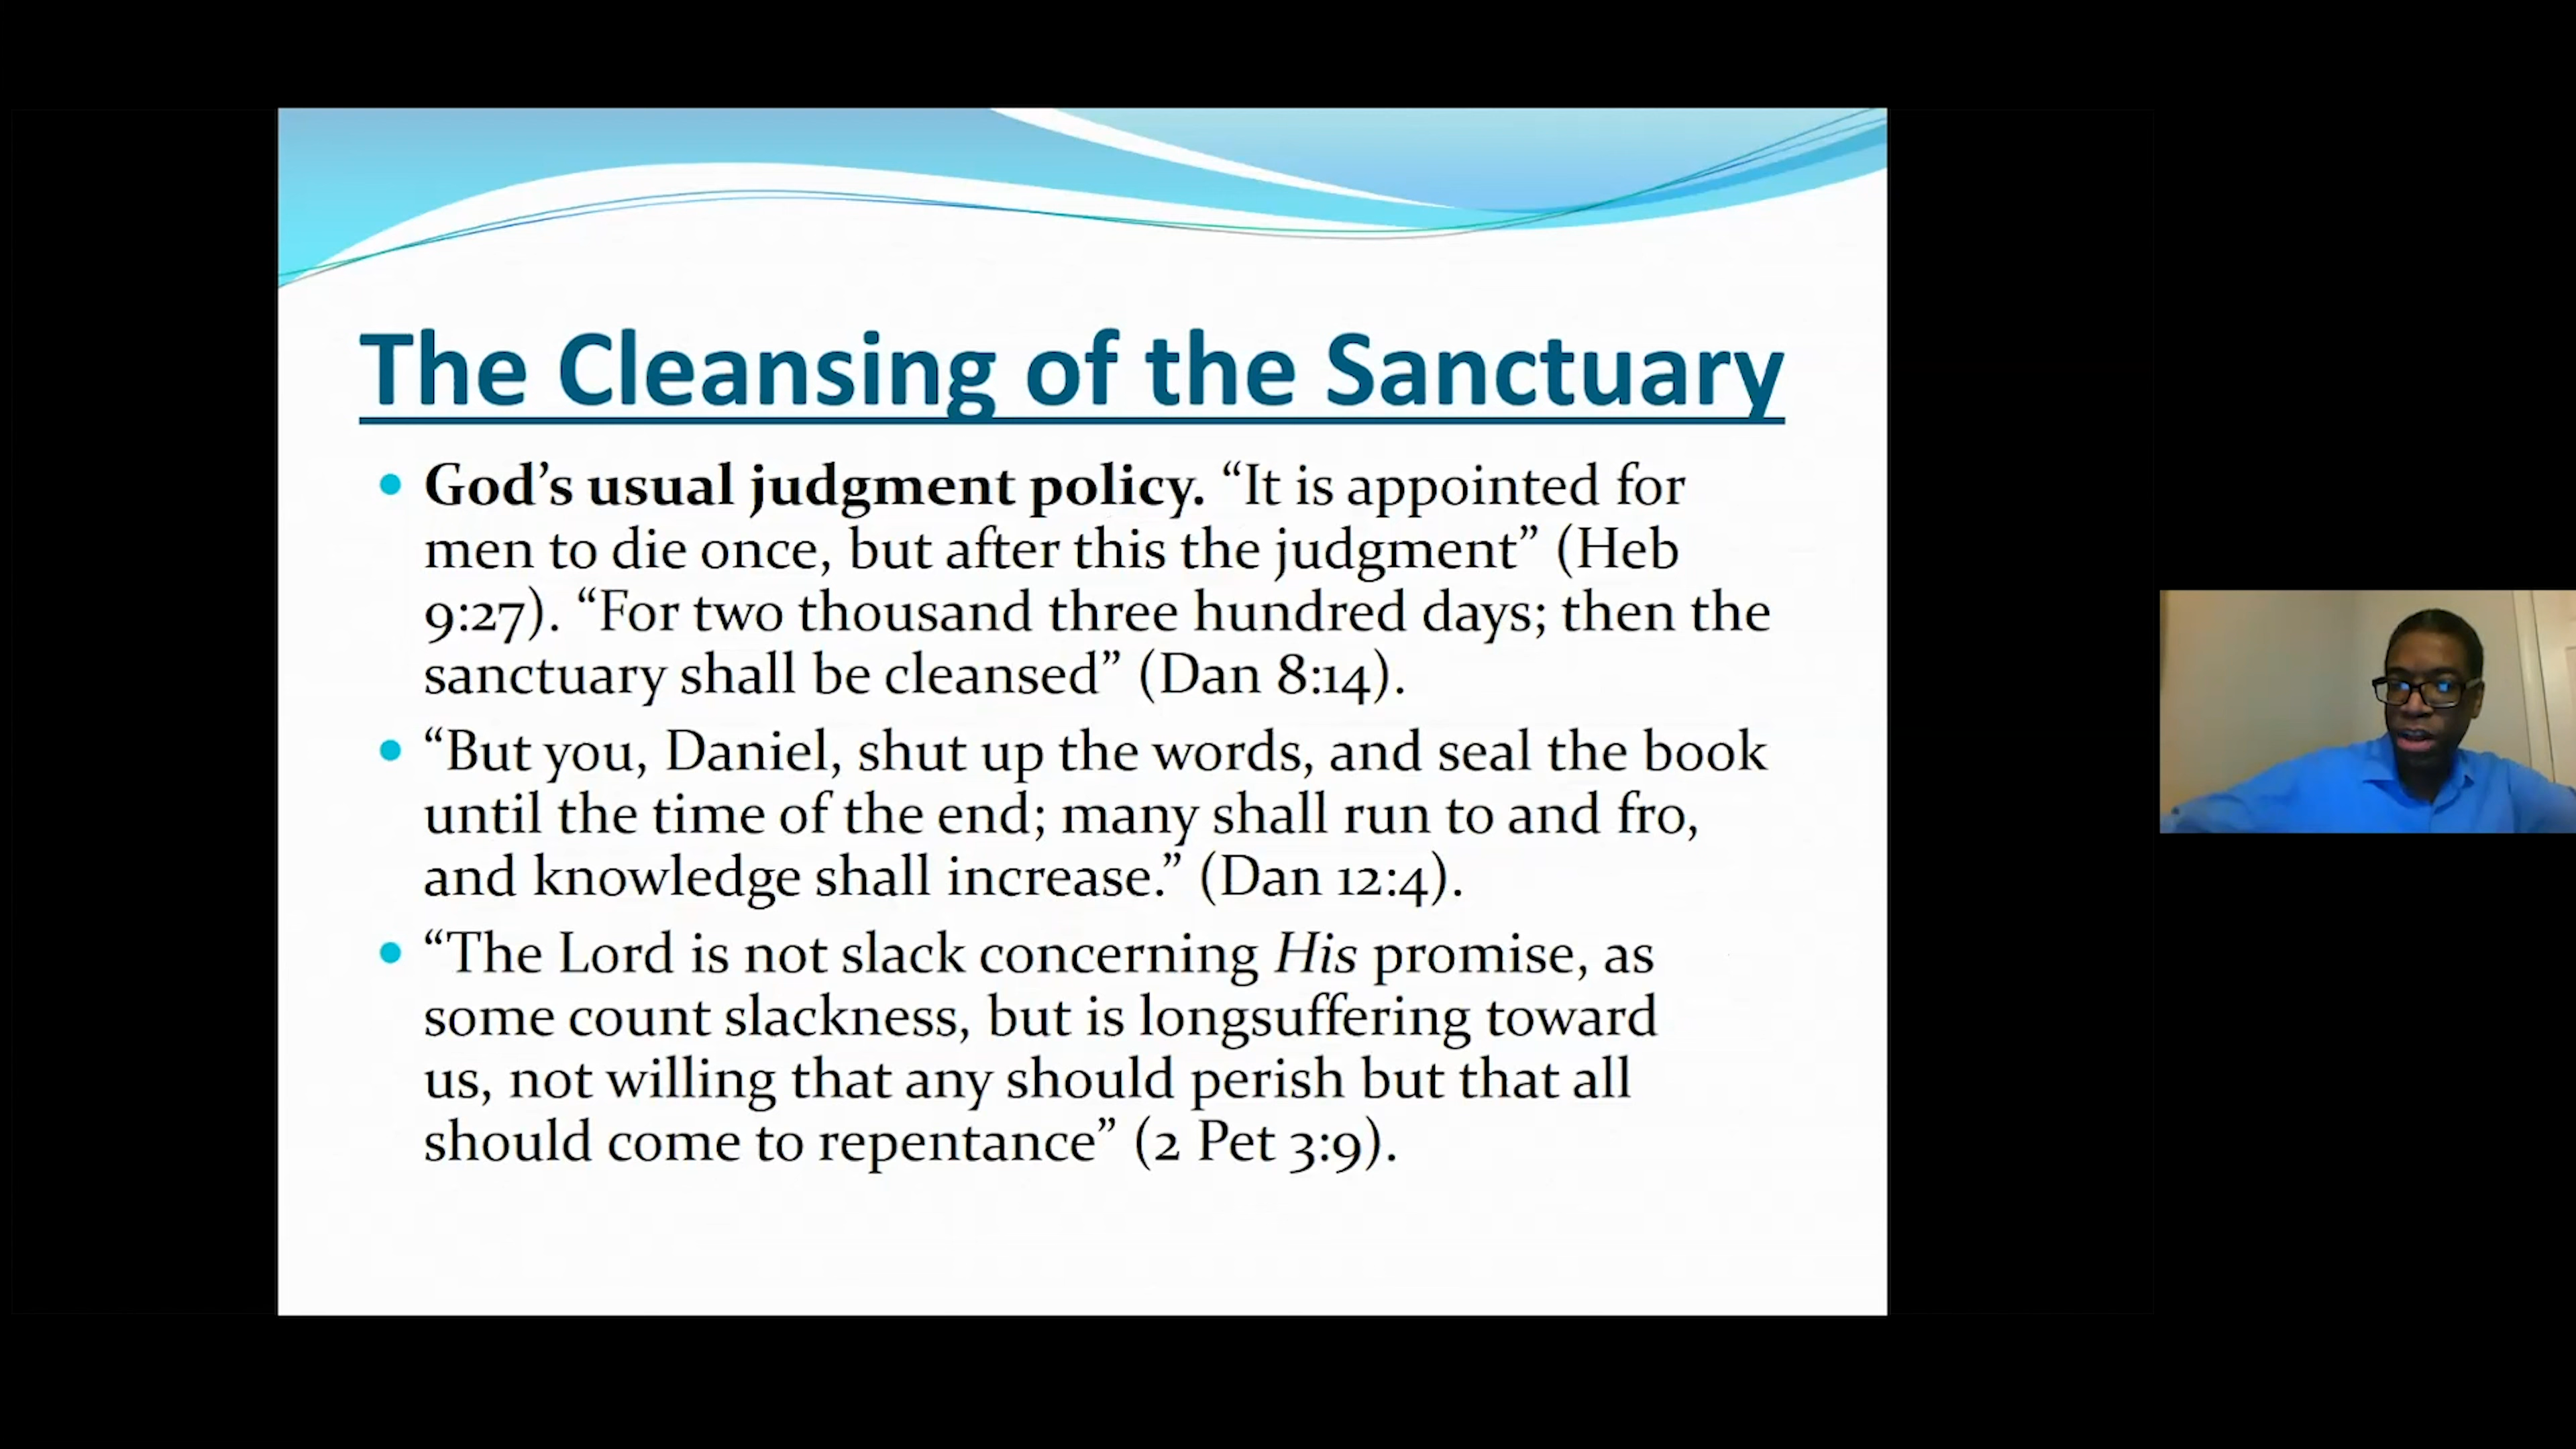 The Cleansing of the Sanctuary
God’s usual judgment policy. “It is appointed for
men to die once, but after this the judgment” (Heb
9:27). “For two thousand three hundred days; then the
sanctuary shall be cleansed” (Dan 8:14).
“But you, Daniel, shut up the words, and seal the book
until the time of the end; many shall run to and fro,
and knowledge shall increase.” (Dan 12:4).
“The Lord is not slack concerning His promise, as
some count slackness, but is longsuffering toward
us, not willing that any should perish but that all
should come to repentance” (2 Pet 3:9).